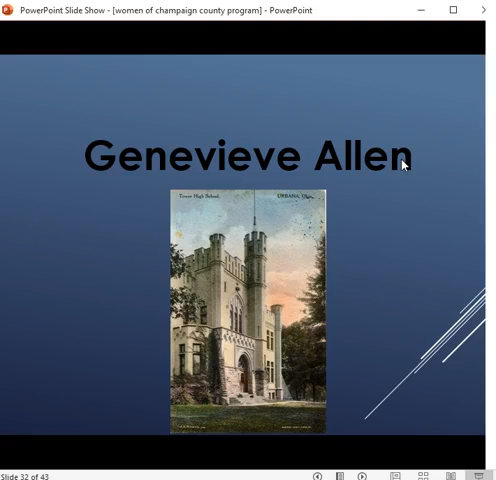 PowerPoint Slide Show - [women of champaign county program] - PowerPoint
Genevieve Allen
Tower High School.
URBANA, Ohio.
Slide 32 of 43